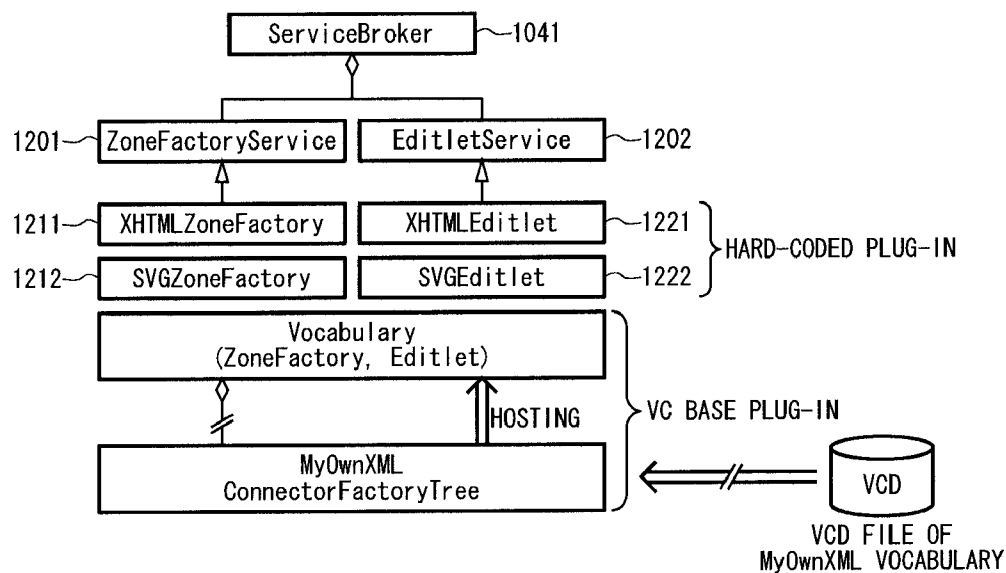 ServiceBroker
1041
1201
ZoneFactoryService
EditletService
1202
1211
XHTMLZoneFactory
XHTMLEditlet
1221
HARD-CODED PLUG-IN
1212
SVGZoneFactory
SVGEditlet
1222
Vocabulary
(ZoneFactory, Editlet)
HOSTING
VC BASE PLUG-IN
MyOwnXML
ConnectorFactoryTree
VCD
VCD FILE OF
MyOwnXML VOCABULARY